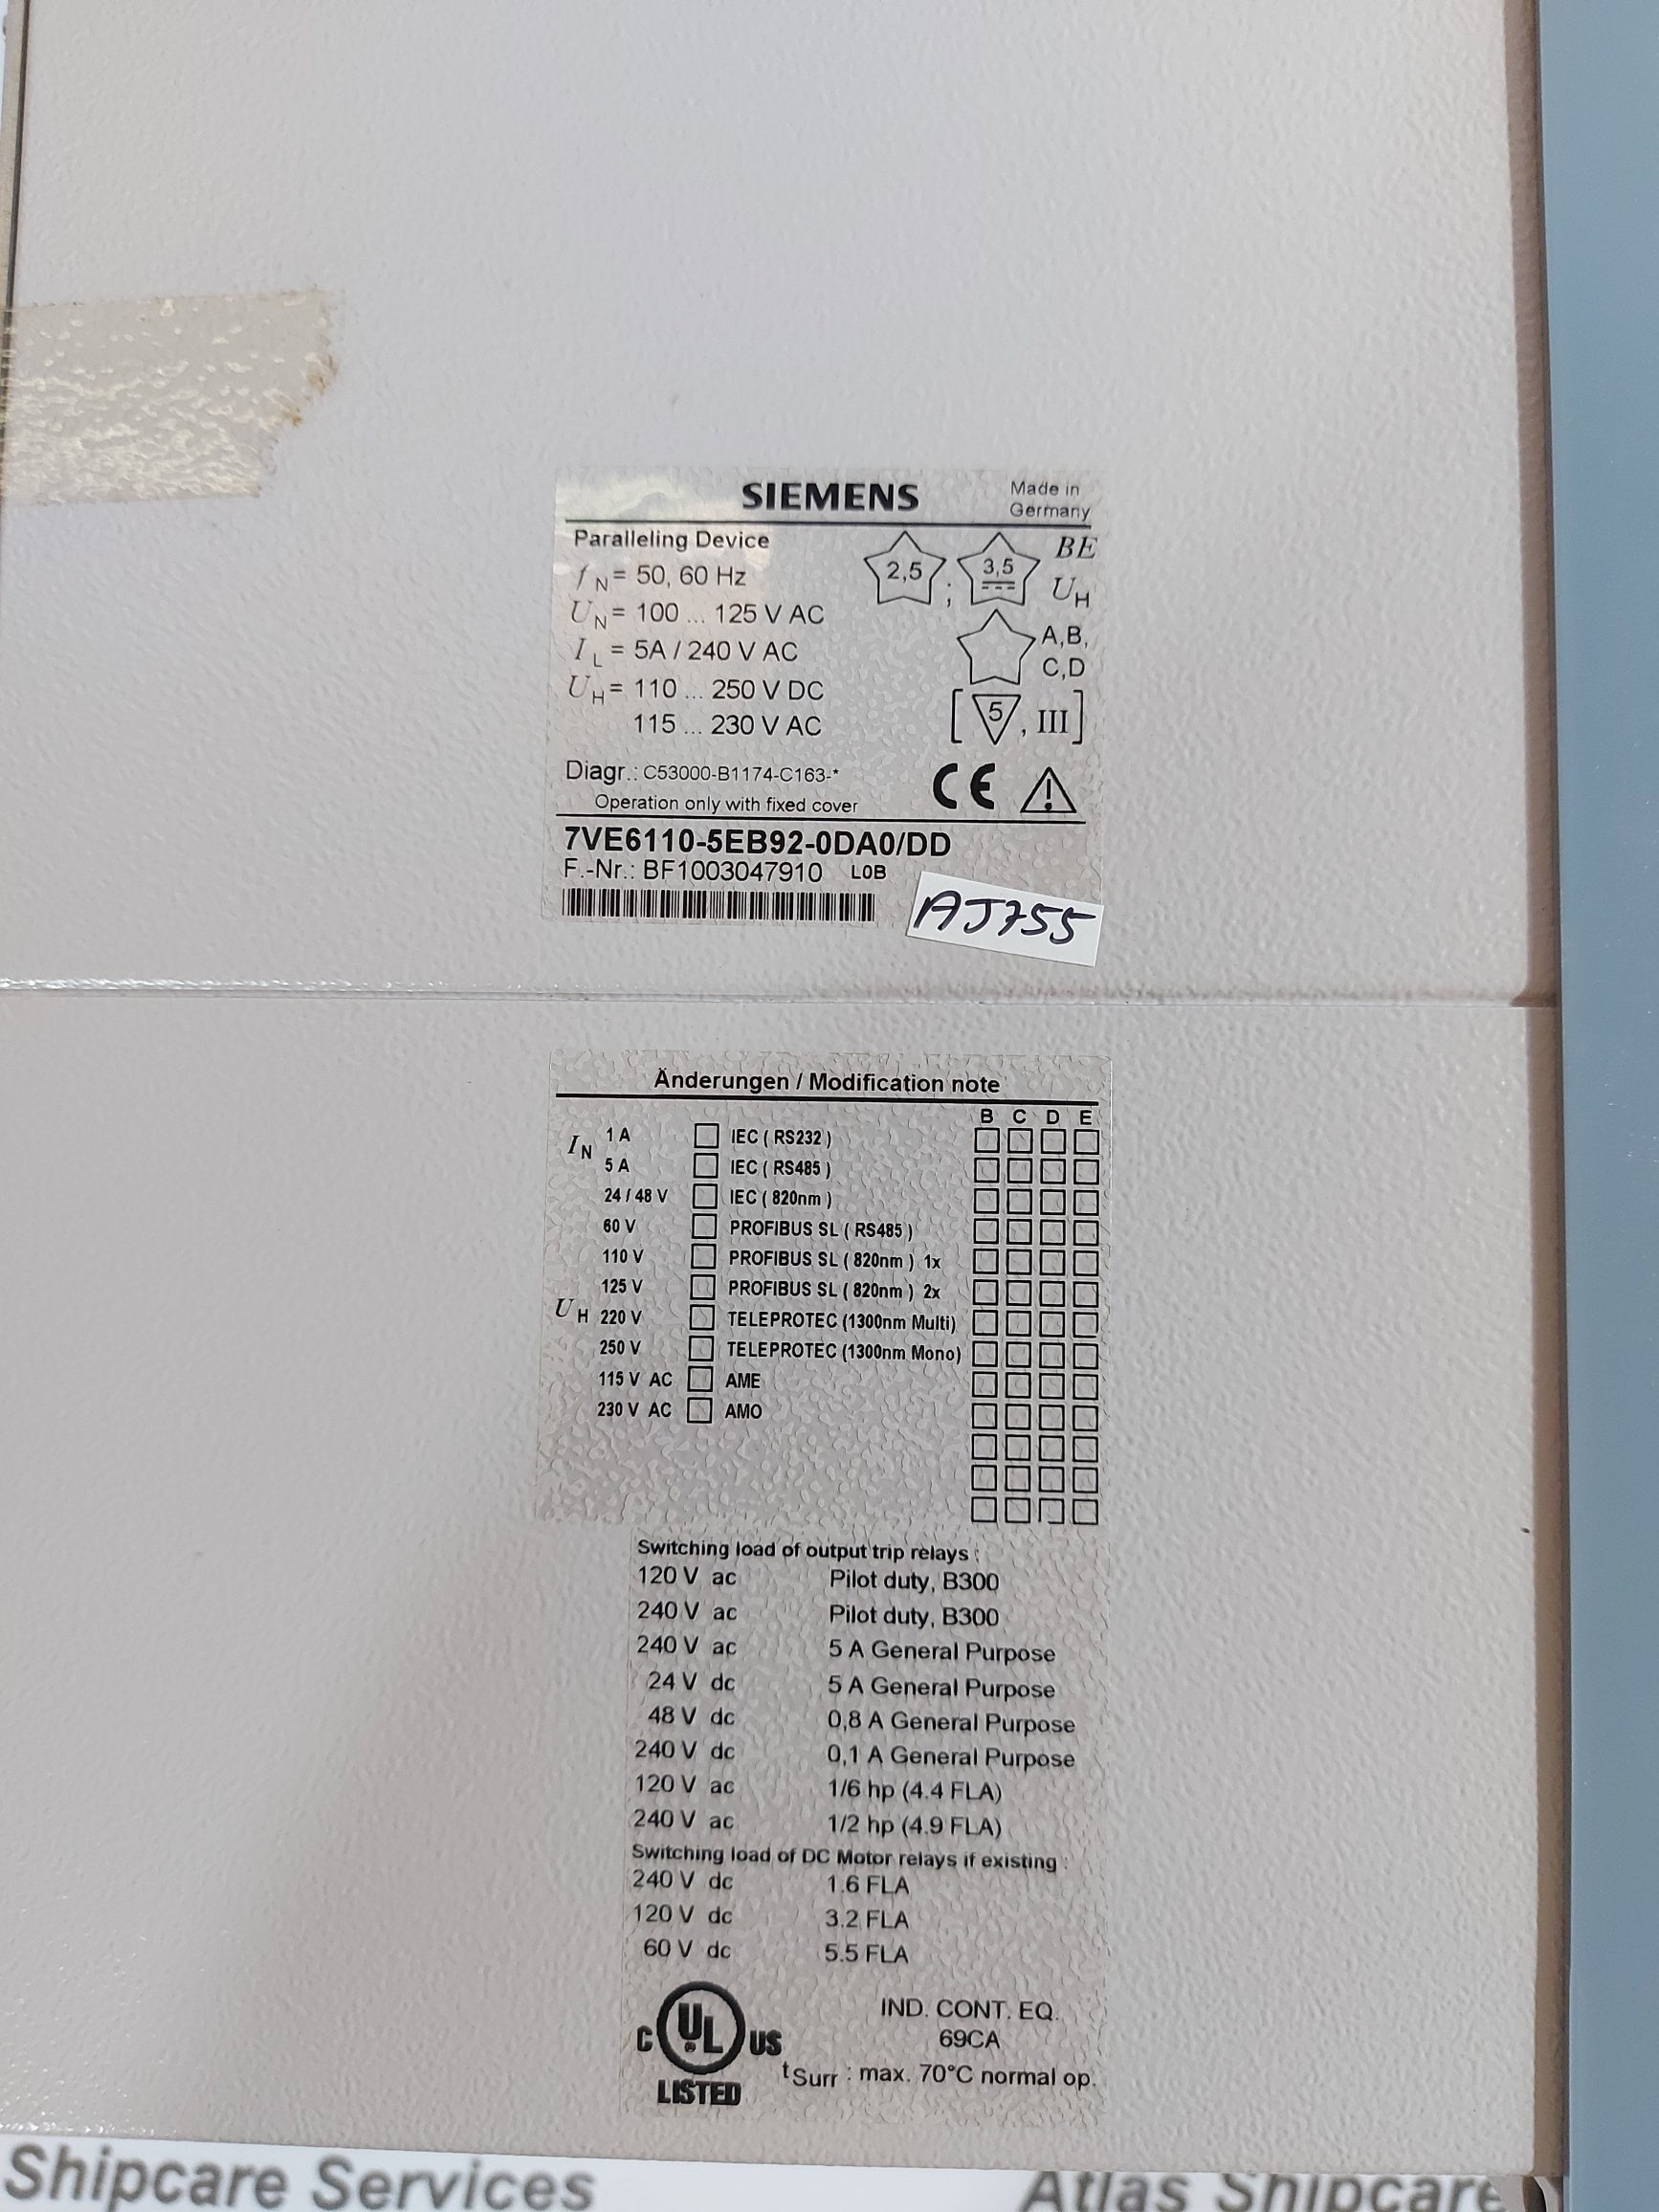 SIEMENS
Made in
Germany
Paralleling Device
2,5 ; 3,5 BE
fN = 50, 60 Hz
UH
UN = 100 ... 125 V AC
A,B,
IL = 5A / 240 V AC
C,D
UH = 110 ... 250 V DC
[ 5 , III ]
115 ... 230 V AC
Diagr.: C53000-B1174-C163-*
CE
Operation only with fixed cover
7VE6110-5EB92-0DA0/DD
F.-Nr.: BF1003047910 L0B
AJ755
Änderungen / Modification note
B C D E
IN 1 A IEC ( RS232 )
5 A IEC ( RS485 )
24 / 48 V IEC ( 820nm )
60 V PROFIBUS SL ( RS485 )
110 V PROFIBUS SL ( 820nm ) 1x
125 V PROFIBUS SL ( 820nm ) 2x
UH 220 V TELEPROTEC (1300nm Multi)
250 V TELEPROTEC (1300nm Mono)
115 V AC AME
230 V AC AMO
Switching load of output trip relays :
120 V ac Pilot duty, B300
240 V ac Pilot duty, B300
240 V ac 5 A General Purpose
24 V dc 5 A General Purpose
48 V dc 0,8 A General Purpose
240 V dc 0,1 A General Purpose
120 V ac 1/6 hp (4.4 FLA)
240 V ac 1/2 hp (4.9 FLA)
Switching load of DC Motor relays if existing :
240 V dc 1.6 FLA
120 V dc 3.2 FLA
60 V dc 5.5 FLA
C UL US
LISTED
IND. CONT. EQ.
69CA
tSurr : max. 70°C normal op.
Shipcare Services Atlas Shipcare